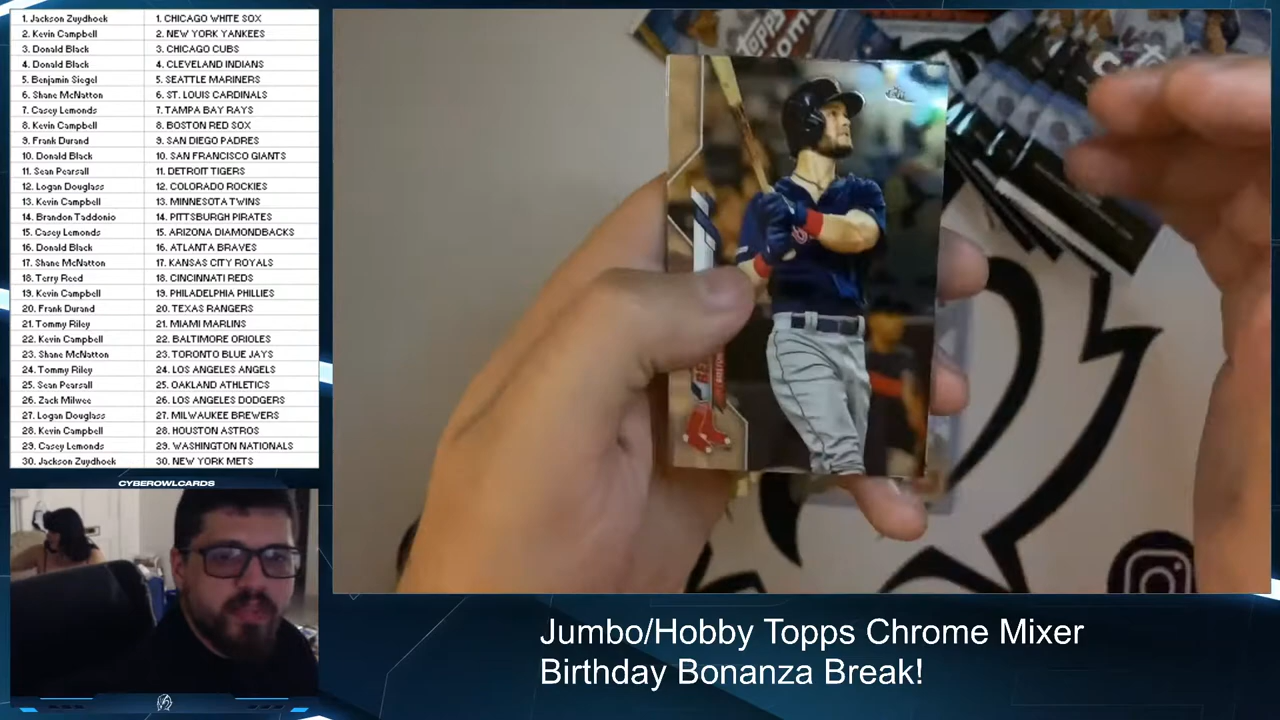 1. Jackson Zuydhoek 1. CHICAGO WHITE SOX
2. Kevin Campbell 2. NEW YORK YANKEES
3. Donald Black 3. CHICAGO CUBS
4. Donald Black 4. CLEVELAND INDIANS
5. Benjamin Siegel 5. SEATTLE MARINERS
6. Shane McNatton 6. ST. LOUIS CARDINALS
7. Casey Lemonds 7. TAMPA BAY RAYS
8. Kevin Campbell 8. BOSTON RED SOX
9. Frank Durand 9. SAN DIEGO PADRES
10. Donald Black 10. SAN FRANCISCO GIANTS
11. Sean Pearsall 11. DETROIT TIGERS
12. Logan Douglass 12. COLORADO ROCKIES
13. Kevin Campbell 13. MINNESOTA TWINS
14. Brandon Taddonio 14. PITTSBURGH PIRATES
15. Casey Lemonds 15. ARIZONA DIAMONDBACKS
16. Donald Black 16. ATLANTA BRAVES
17. Shane McNatton 17. KANSAS CITY ROYALS
18. Terry Reed 18. CINCINNATI REDS
19. Kevin Campbell 19. PHILADELPHIA PHILLIES
20. Frank Durand 20. TEXAS RANGERS
21. Tommy Riley 21. MIAMI MARLINS
22. Kevin Campbell 22. BALTIMORE ORIOLES
23. Shane McNatton 23. TORONTO BLUE JAYS
24. Tommy Riley 24. LOS ANGELES ANGELS
25. Sean Pearsall 25. OAKLAND ATHLETICS
26. Zack Milwee 26. LOS ANGELES DODGERS
27. Logan Douglass 27. MILWAUKEE BREWERS
28. Kevin Campbell 28. HOUSTON ASTROS
29. Casey Lemonds 29. WASHINGTON NATIONALS
30. Jackson Zuydhoek 30. NEW YORK METS
CYBEROWLCARDS
TOPPS
Jumbo/Hobby Topps Chrome Mixer
Birthday Bonanza Break!